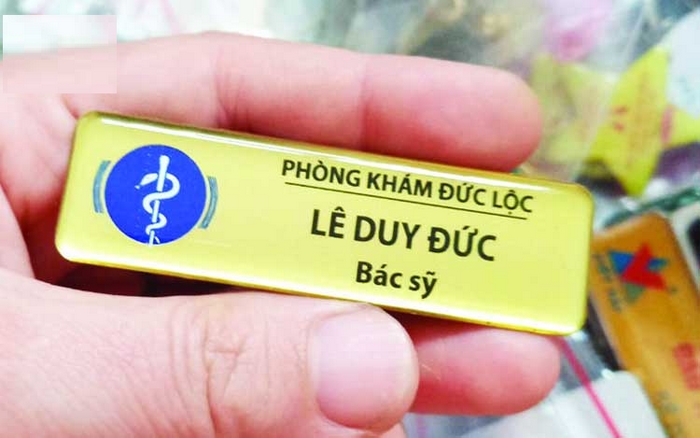 PHÒNG KHÁM ĐỨC LỘC
LÊ DUY ĐỨC
Bác sỹ